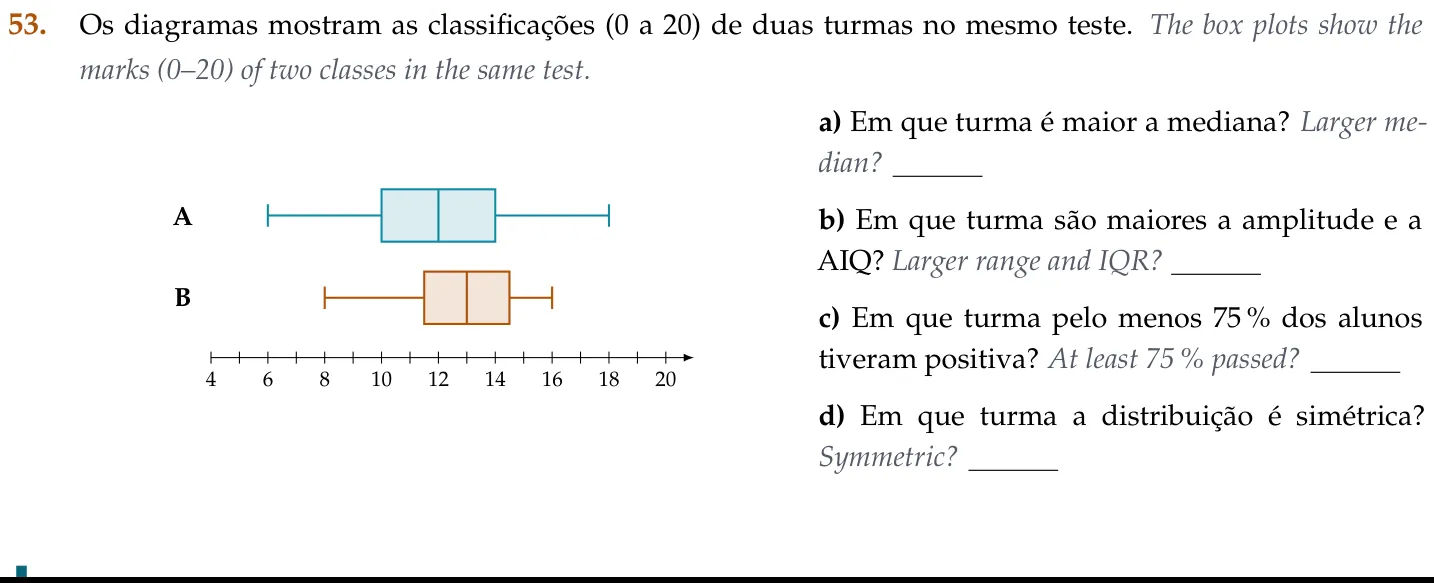 53. Os diagramas mostram as classificações (0 a 20) de duas turmas no mesmo teste. The box plots show the
marks (0–20) of two classes in the same test.
A
B
4 6 8 10 12 14 16 18 20
a) Em que turma é maior a mediana? Larger me-
dian? ______
b) Em que turma são maiores a amplitude e a
AIQ? Larger range and IQR? ______
c) Em que turma pelo menos 75 % dos alunos
tiveram positiva? At least 75 % passed? ______
d) Em que turma a distribuição é simétrica?
Symmetric? ______